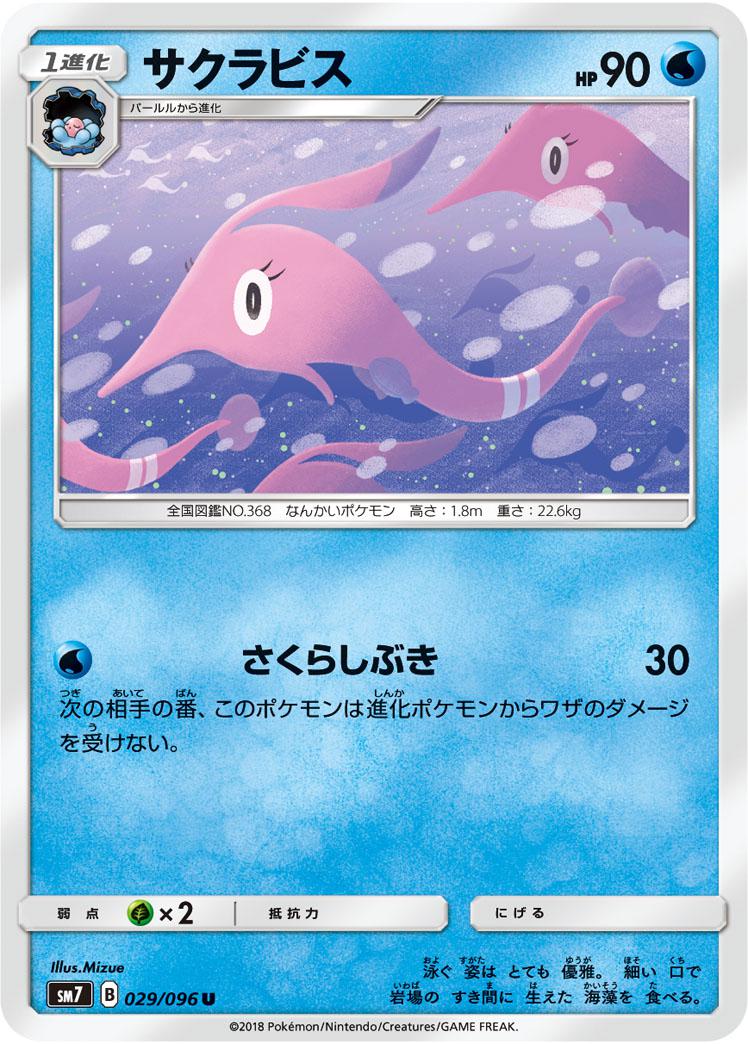 1進化 サクラビス HP90
パールルから進化
全国図鑑NO.368 なんかいポケモン 高さ:1.8m 重さ:22.6kg
さくらしぶき 30
次の相手の番、このポケモンは進化ポケモンからワザのダメージ
を受けない。
弱点 ×2 抵抗力 にげる
Illus.Mizue
泳ぐ 姿は とても 優雅。 細い 口で
岩場の すき間に 生えた 海藻を 食べる。
SM7 B 029/096 U
©2018 Pokémon/Nintendo/Creatures/GAME FREAK.